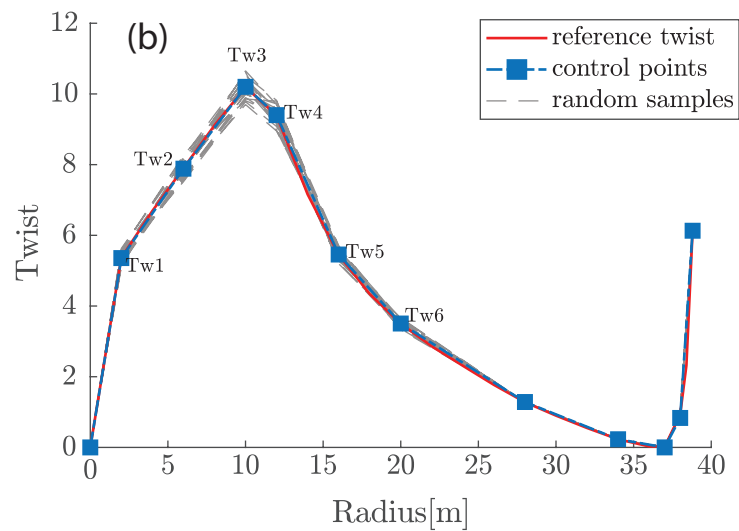 (b)
reference twist
control points
random samples
12
10
8
6
4
2
0
Twist
Tw1
Tw2
Tw3
Tw4
Tw5
Tw6
0 5 10 15 20 25 30 35 40
Radius[m]